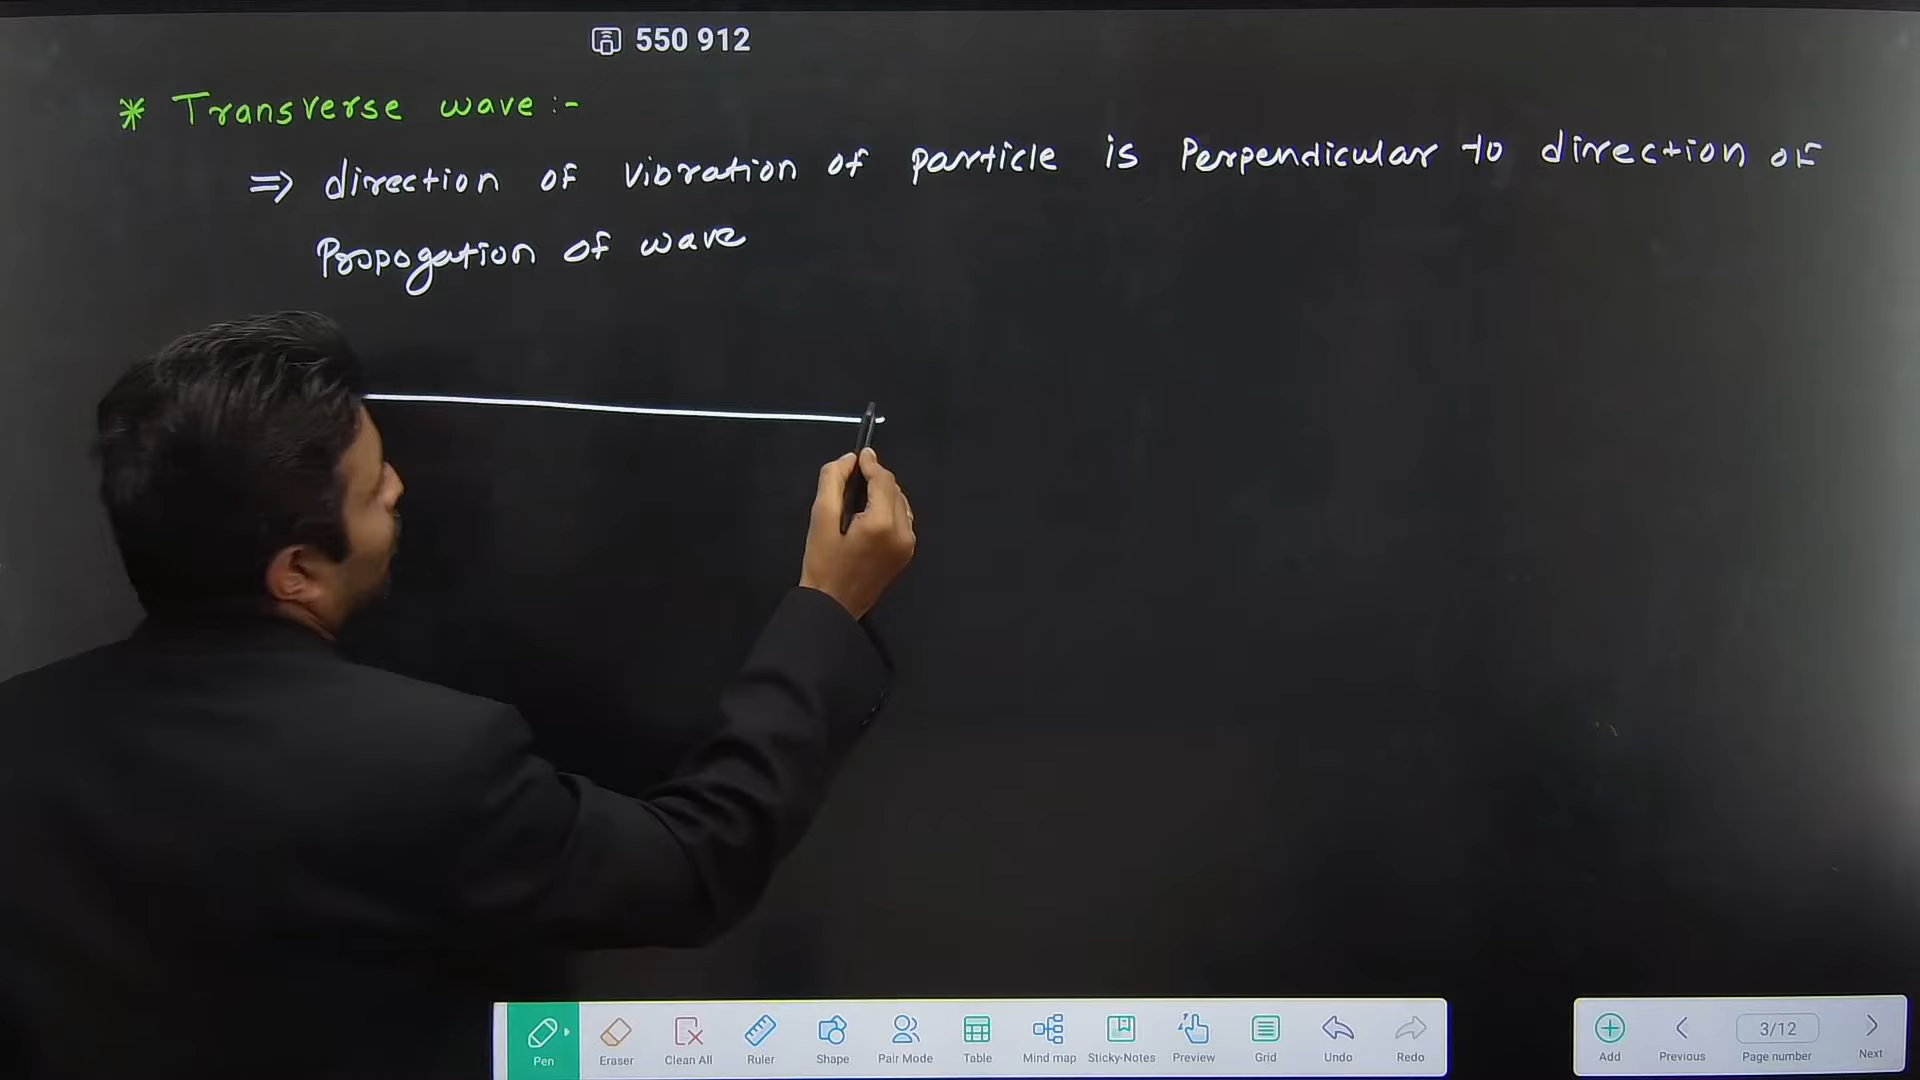 550 912
* Transverse wave :-
⇒ direction of vibration of particle is Perpendicular to direction of
Propogation of wave
Pen
Eraser
Clean All
Ruler
Shape
Pair Mode
Table
Mind map
Sticky-Notes
Preview
Grid
Undo
Redo
Add
Previous
3/12
Page number
Next